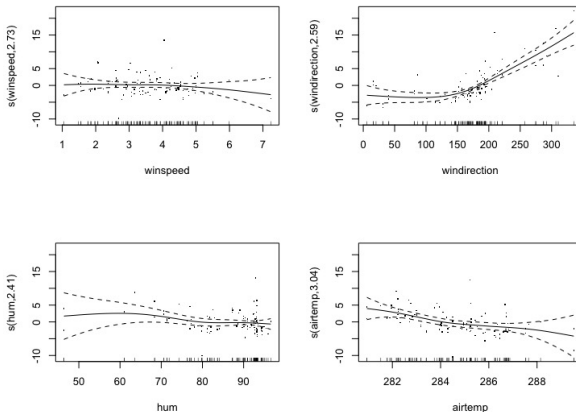 s(winspeed,2.73)
-10 0 5 15
1 2 3 4 5 6 7
winspeed
s(windirection,2.59)
-10 0 5 15
0 50 100 150 200 250 300
windirection
s(hum,2.41)
-10 0 5 15
50 60 70 80 90
hum
s(airtemp,3.04)
-10 0 5 15
282 284 286 288
airtemp